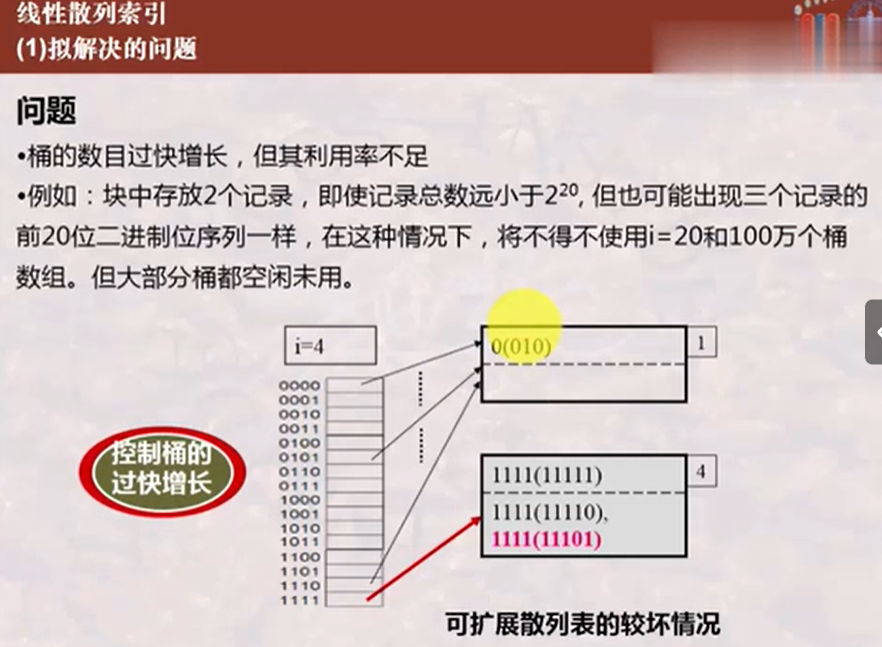 线性散列索引
(1)拟解决的问题
问题
•桶的数目过快增长，但其利用率不足
•例如：块中存放2个记录，即使记录总数远小于2²⁰, 但也可能出现三个记录的
前20位二进制位序列一样，在这种情况下，将不得不使用i=20和100万个桶
数组。但大部分桶都空闲未用。
i=4
0(010)
1
0000
0001
0010
0011
0100
0101
0110
0111
1000
1001
1010
1011
1100
1101
1110
1111
控制桶的
过快增长
1111(11111)
4
1111(11110),
1111(11101)
可扩展散列表的较坏情况